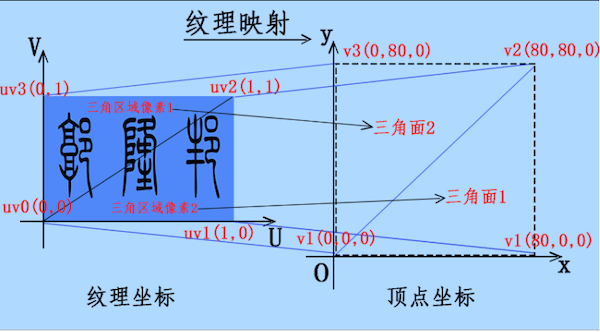 纹理映射
V
y
v3(0,80,0)
v2(80,80,0)
uv3(0,1)
uv2(1,1)
三角区域像素1
三角面2
郭隆邦
三角面1
uv0(0,0)
三角区域像素2
uv1(1,0)
U
v1(0,0,0)
v1(80,0,0)
O
x
纹理坐标
顶点坐标